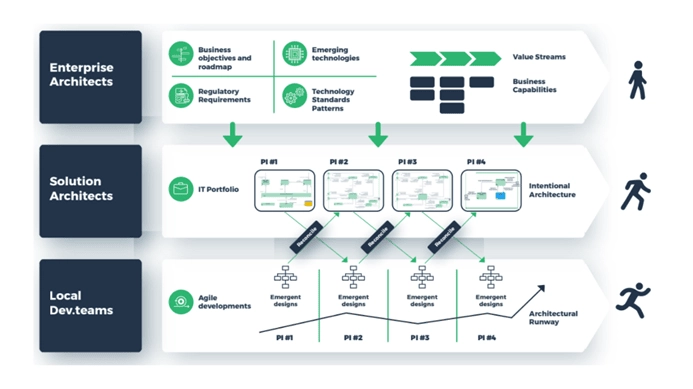 Enterprise
Architects
Business
objectives and
roadmap
Emerging
technologies
Regulatory
Requirements
Technology
Standards
Patterns
Value Streams
Business
Capabilities
Solution
Architects
IT Portfolio
PI #1
PI #2
PI #3
PI #4
Intentional
Architecture
Reconcile
Reconcile
Reconcile
Local
Dev.teams
Agile
developments
Emergent
designs
Emergent
designs
Emergent
designs
Emergent
designs
Architectural
Runway
PI #1
PI #2
PI #3
PI #4